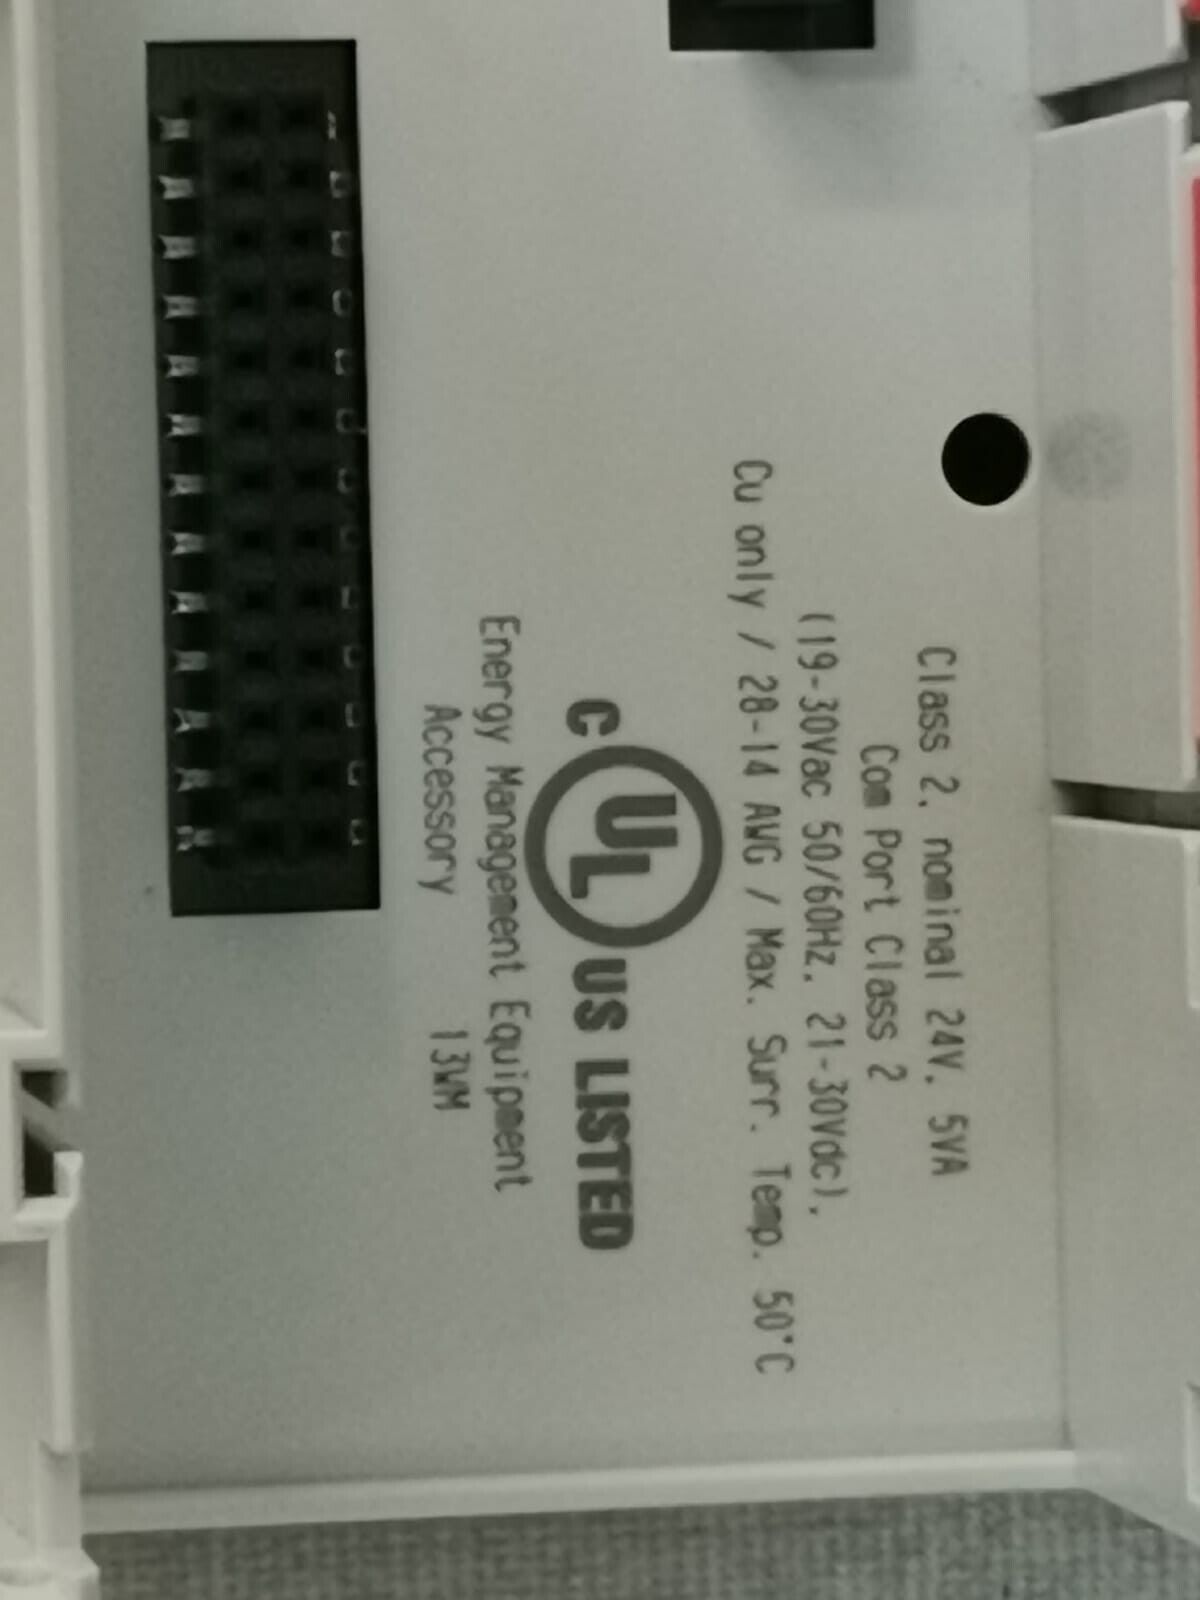 Class 2, nominal 24V, 5VA
Com Port Class 2
(19-30Vac 50/60Hz, 21-30Vdc),
Cu only / 28-14 AWG / Max. Surr. Temp. 50°C
C UL US LISTED
Energy Management Equipment
Accessory 13WM